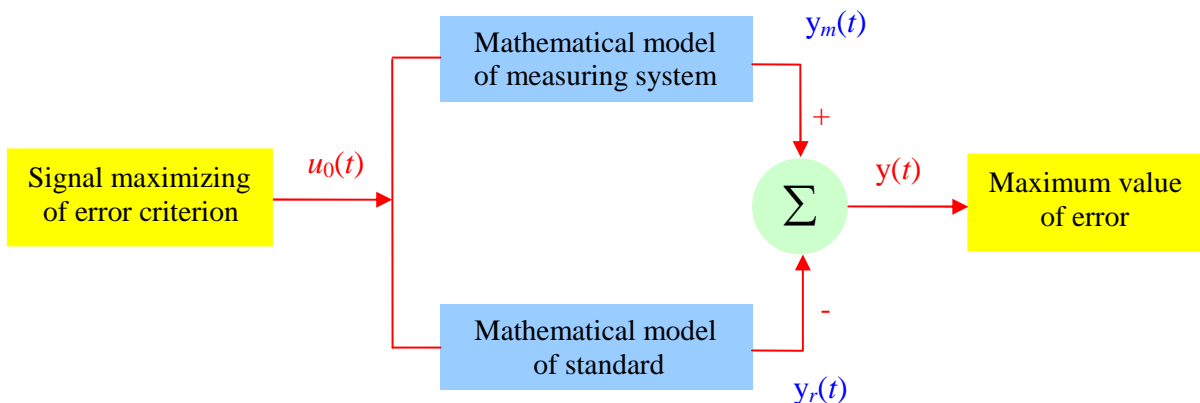 Mathematical model
of measuring system
yₘ(t)
+
Signal maximizing
of error criterion
u₀(t)
Σ
y(t)
Maximum value
of error
-
Mathematical model
of standard
yᵣ(t)